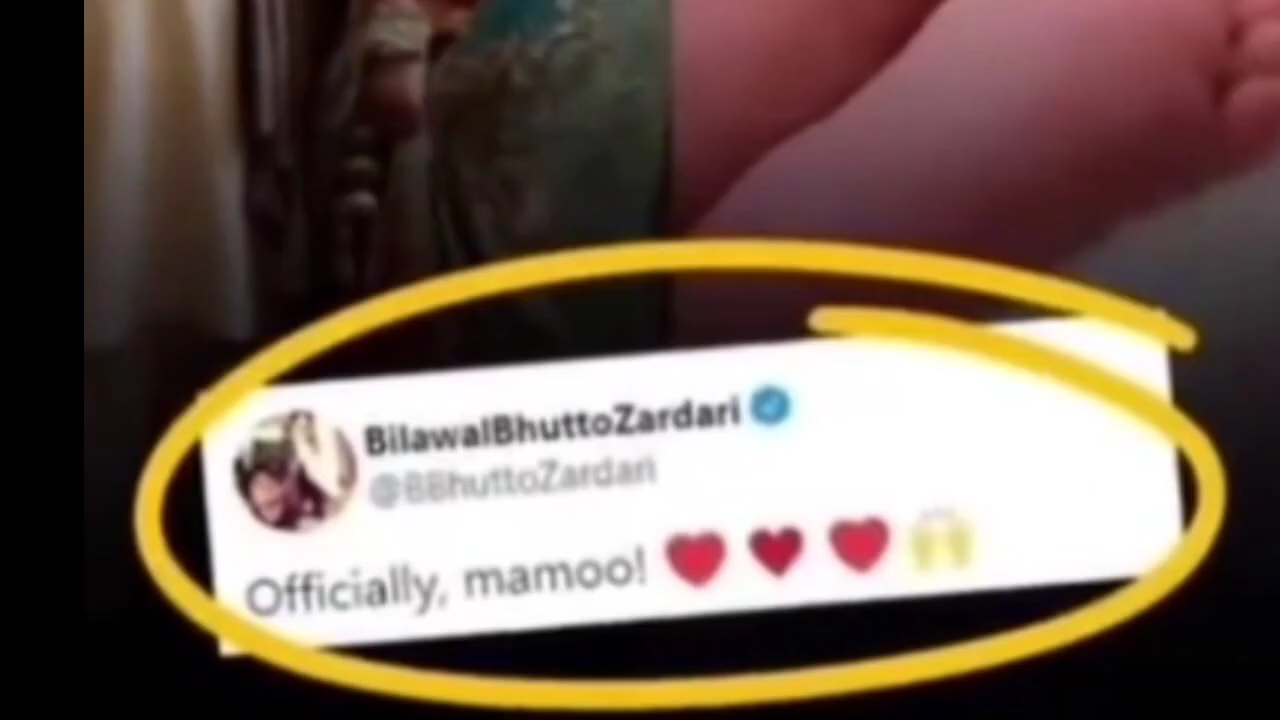 BilawalBhuttoZardari
@BBhuttoZardari
Officially, mamoo! ❤️ ❤️ ❤️ 🙌